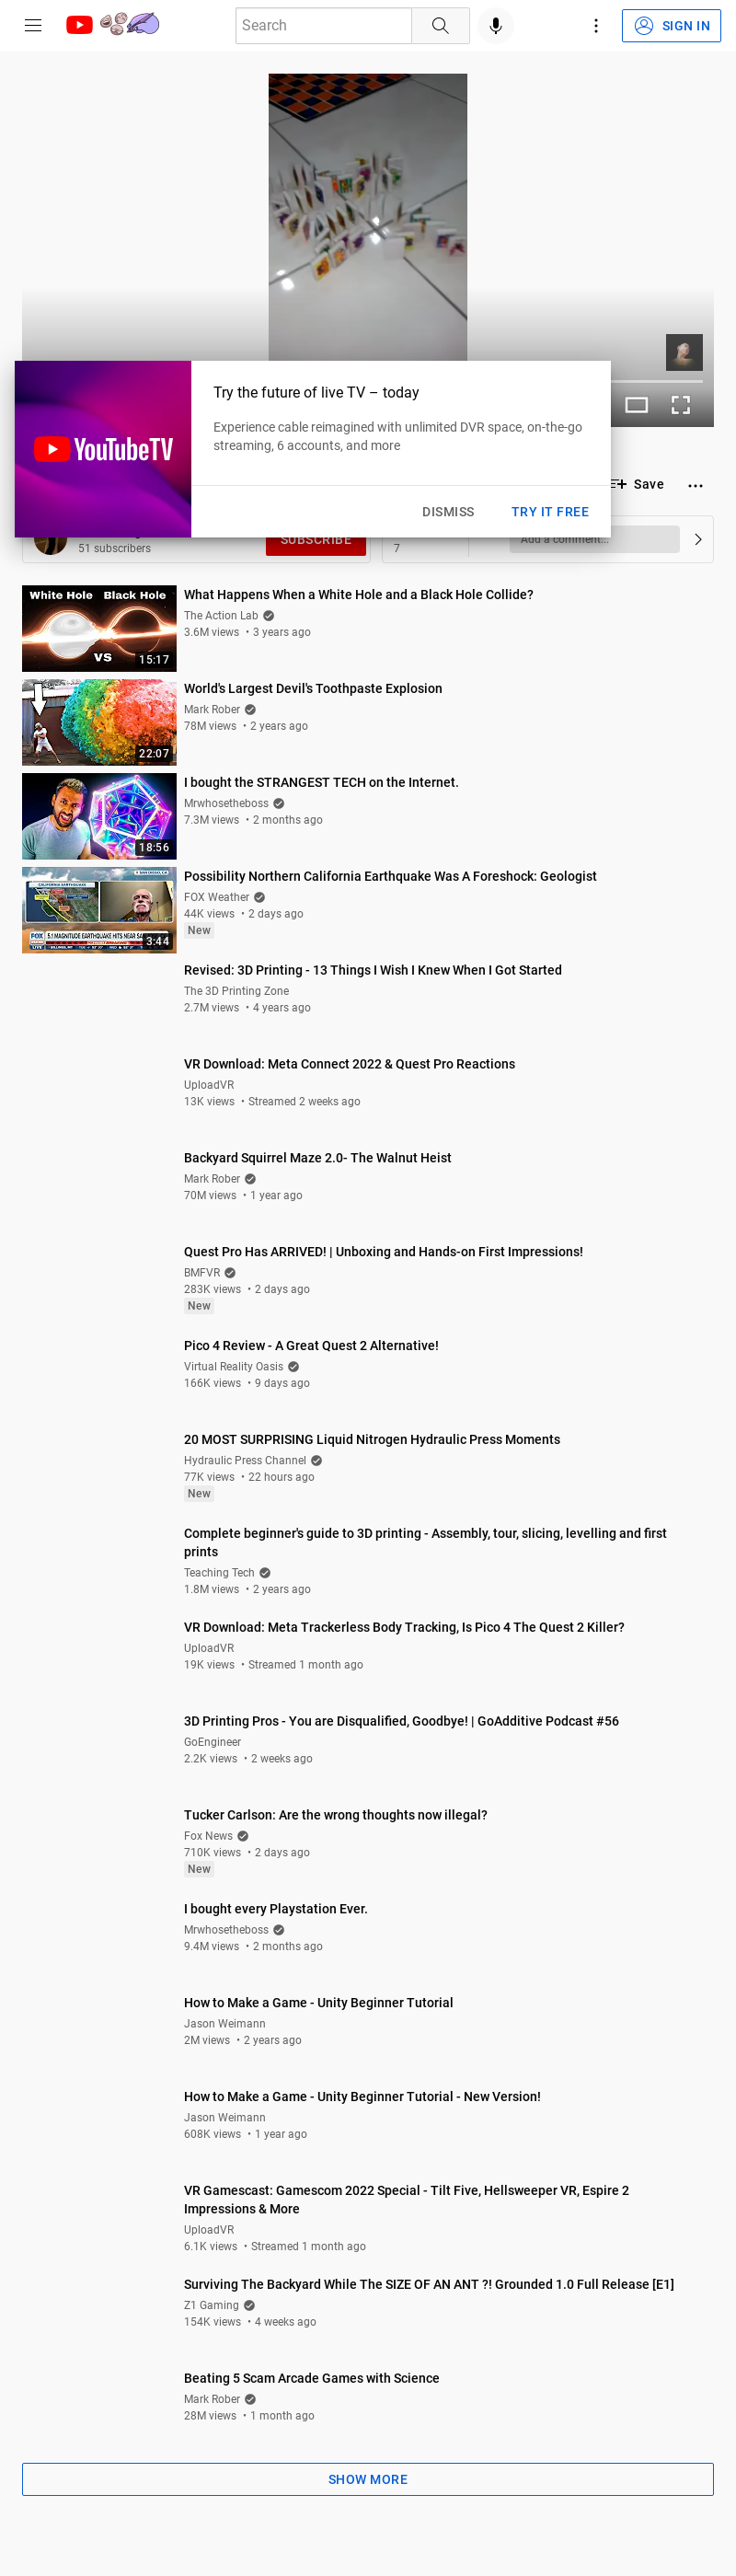 Search
SIGN IN
YouTubeTV
Try the future of live TV – today
Experience cable reimagined with unlimited DVR space, on-the-go
streaming, 6 accounts, and more
DISMISS
TRY IT FREE
Save
51 subscribers
SUBSCRIBE
7
Add a comment...
White Hole Black Hole
VS
15:17
What Happens When a White Hole and a Black Hole Collide?
The Action Lab
3.6M views • 3 years ago
22:07
World's Largest Devil's Toothpaste Explosion
Mark Rober
78M views • 2 years ago
18:56
I bought the STRANGEST TECH on the Internet.
Mrwhosetheboss
7.3M views • 2 months ago
CALIFORNIA EARTHQUAKE
SAN DIEGO, CA
FOX
5.1 MAGNITUDE EARTHQUAKE HITS NEAR
LIVE
3:44
Possibility Northern California Earthquake Was A Foreshock: Geologist
FOX Weather
44K views • 2 days ago
New
Revised: 3D Printing - 13 Things I Wish I Knew When I Got Started
The 3D Printing Zone
2.7M views • 4 years ago
VR Download: Meta Connect 2022 & Quest Pro Reactions
UploadVR
13K views • Streamed 2 weeks ago
Backyard Squirrel Maze 2.0- The Walnut Heist
Mark Rober
70M views • 1 year ago
Quest Pro Has ARRIVED! | Unboxing and Hands-on First Impressions!
BMFVR
283K views • 2 days ago
New
Pico 4 Review - A Great Quest 2 Alternative!
Virtual Reality Oasis
166K views • 9 days ago
20 MOST SURPRISING Liquid Nitrogen Hydraulic Press Moments
Hydraulic Press Channel
77K views • 22 hours ago
New
Complete beginner's guide to 3D printing - Assembly, tour, slicing, levelling and first
prints
Teaching Tech
1.8M views • 2 years ago
VR Download: Meta Trackerless Body Tracking, Is Pico 4 The Quest 2 Killer?
UploadVR
19K views • Streamed 1 month ago
3D Printing Pros - You are Disqualified, Goodbye! | GoAdditive Podcast #56
GoEngineer
2.2K views • 2 weeks ago
Tucker Carlson: Are the wrong thoughts now illegal?
Fox News
710K views • 2 days ago
New
I bought every Playstation Ever.
Mrwhosetheboss
9.4M views • 2 months ago
How to Make a Game - Unity Beginner Tutorial
Jason Weimann
2M views • 2 years ago
How to Make a Game - Unity Beginner Tutorial - New Version!
Jason Weimann
608K views • 1 year ago
VR Gamescast: Gamescom 2022 Special - Tilt Five, Hellsweeper VR, Espire 2
Impressions & More
UploadVR
6.1K views • Streamed 1 month ago
Surviving The Backyard While The SIZE OF AN ANT ?! Grounded 1.0 Full Release [E1]
Z1 Gaming
154K views • 4 weeks ago
Beating 5 Scam Arcade Games with Science
Mark Rober
28M views • 1 month ago
SHOW MORE